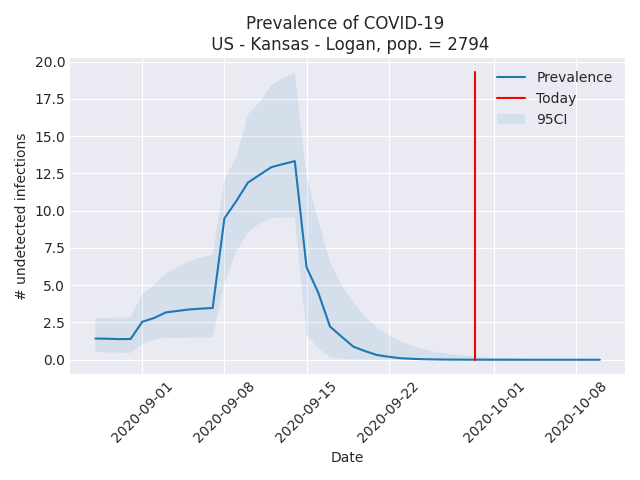 Prevalence of COVID-19
US - Kansas - Logan, pop. = 2794
20.0
17.5
15.0
12.5
10.0
7.5
5.0
2.5
0.0
# undetected infections
Prevalence
Today
95CI
2020-09-01
2020-09-08
2020-09-15
2020-09-22
2020-10-01
2020-10-08
Date